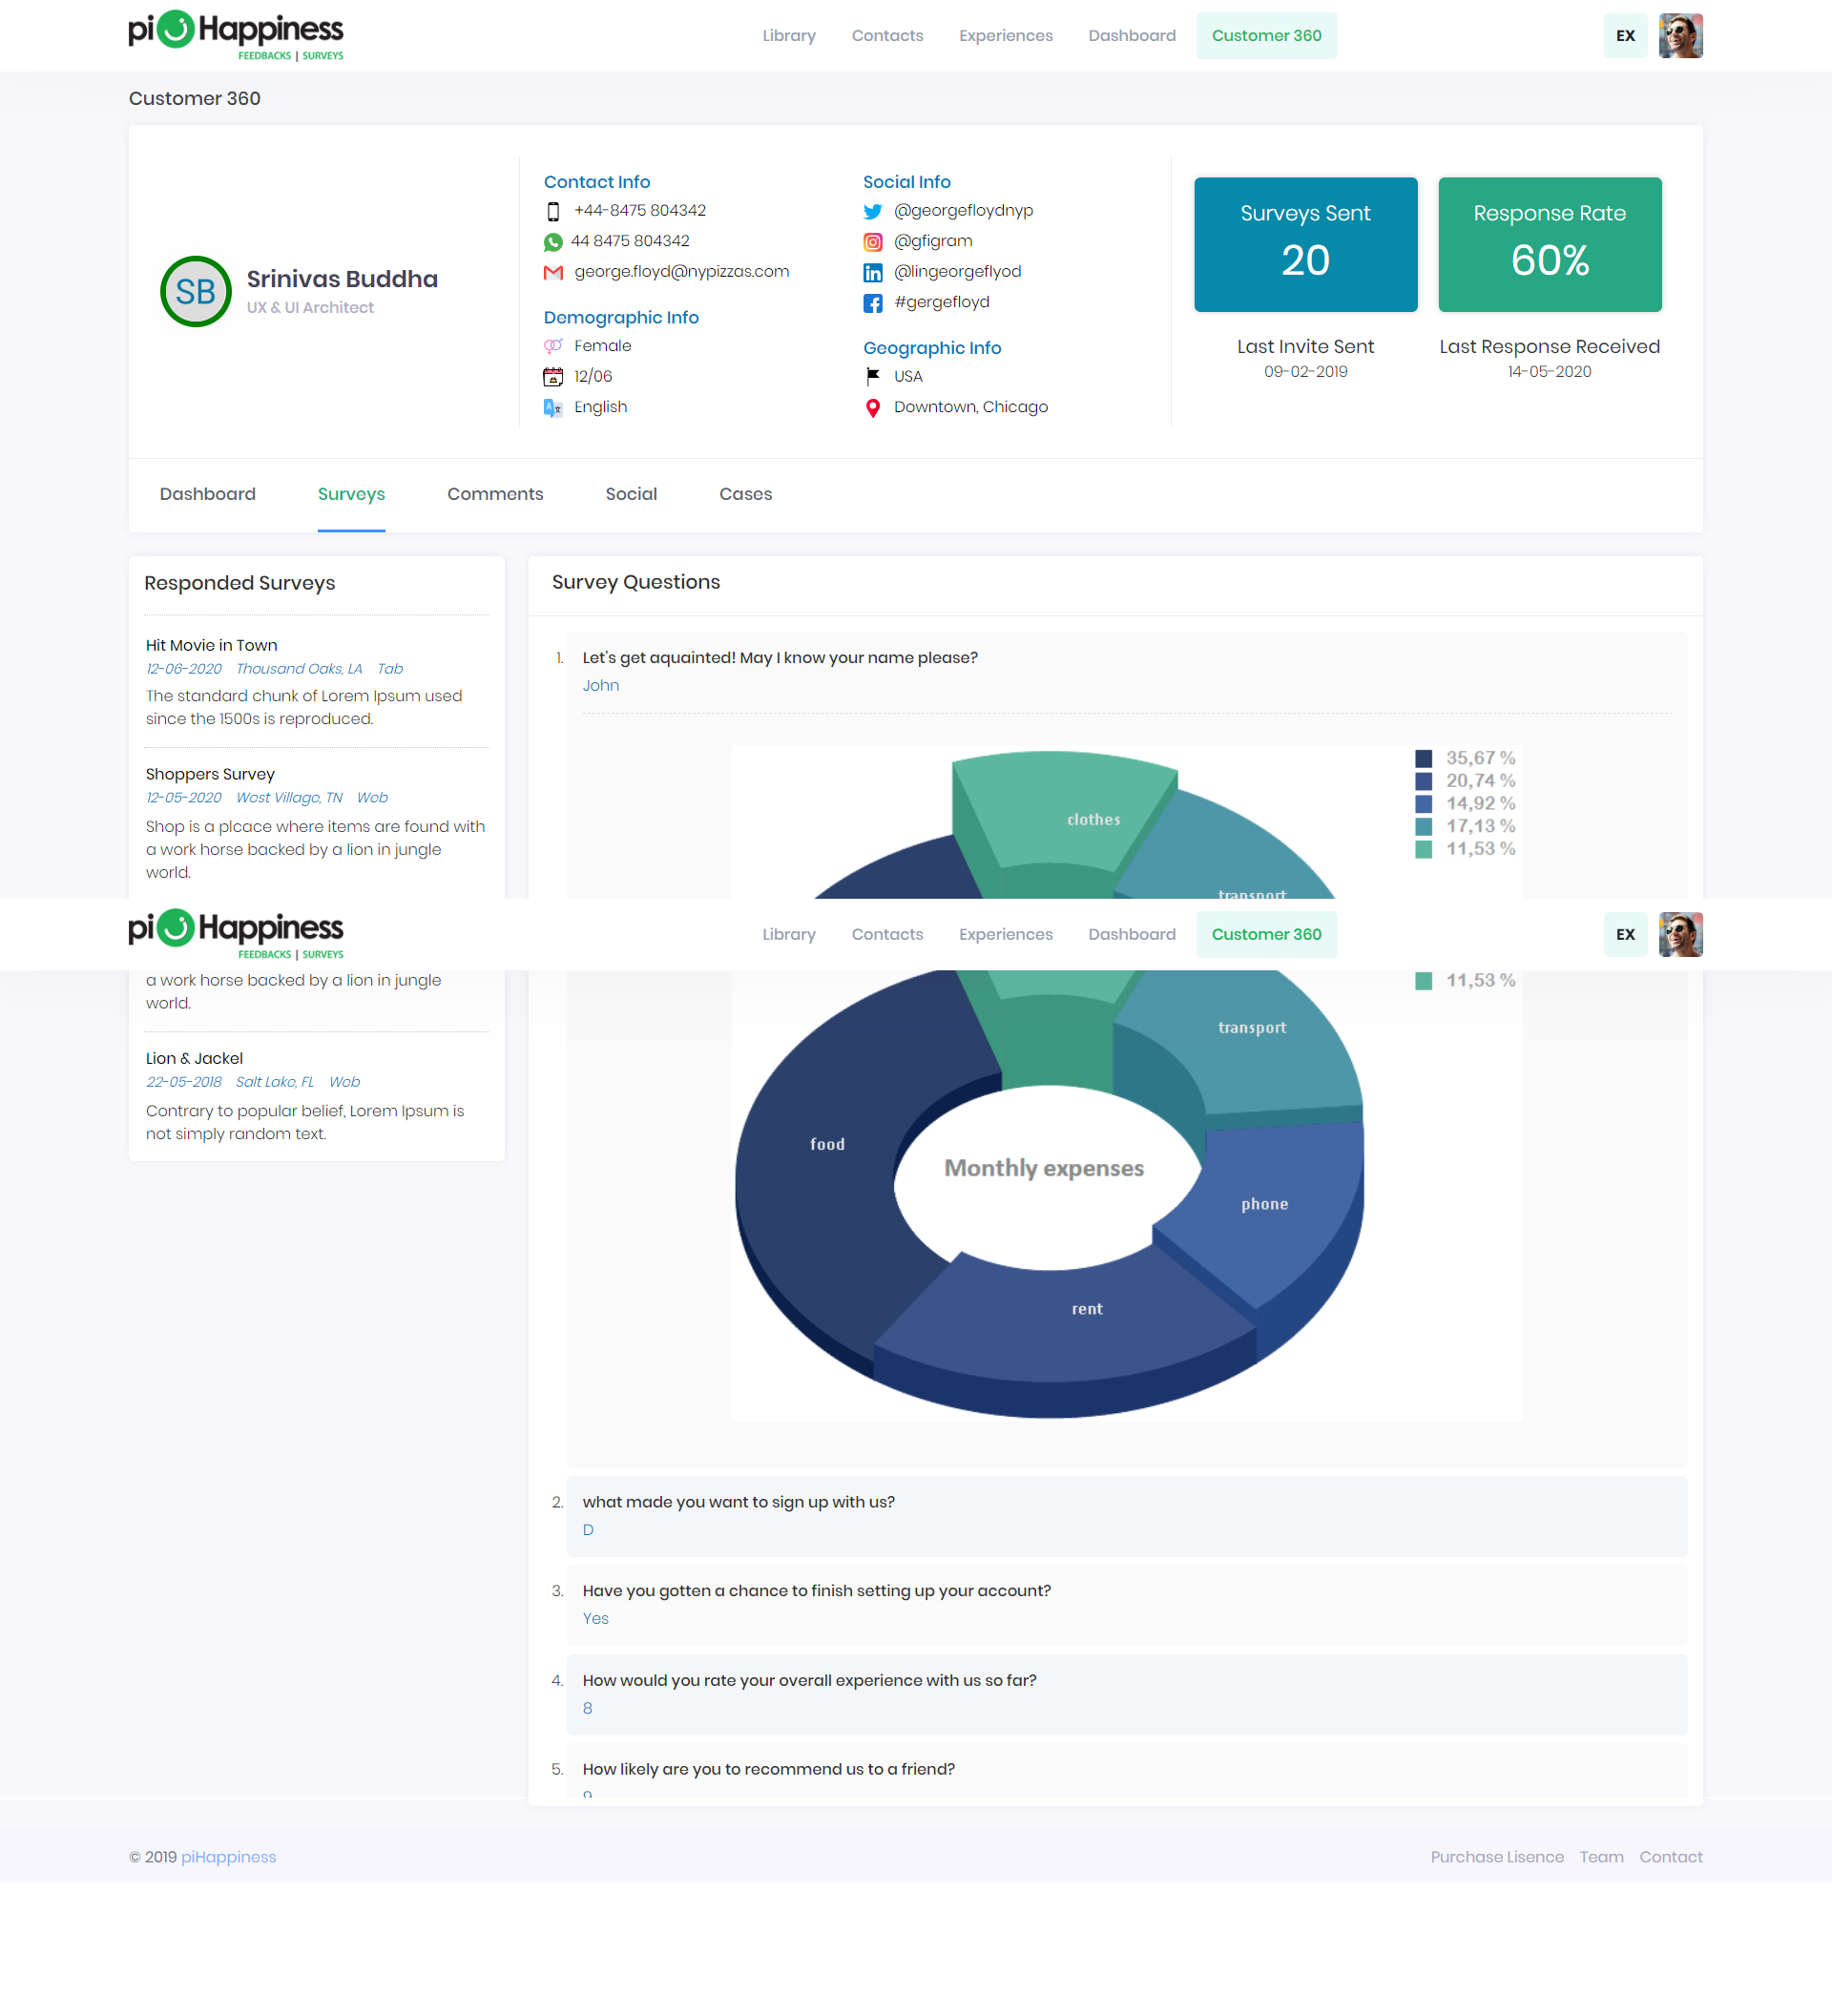 piHappiness
FEEDBACKS | SURVEYS
Library Contacts Experiences Dashboard Customer 360 EX
Customer 360
SB
Srinivas Buddha
UX & UI Architect
Contact Info
+44-8475 804342
44 8475 804342
george.floyd@nypizzas.com
Demographic Info
Female
12/06
English
Social Info
@georgefloydnyp
@gfigram
@lingeorgeflyod
#gergefloyd
Geographic Info
USA
Downtown, Chicago
Surveys Sent
20
Response Rate
60%
Last Invite Sent
09-02-2019
Last Response Received
14-05-2020
Dashboard Surveys Comments Social Cases
Responded Surveys
Hit Movie in Town
12-06-2020 Thousand Oaks, LA Tab
The standard chunk of Lorem Ipsum used
since the 1500s is reproduced.
Shoppers Survey
12-05-2020 West Village, TN Web
Shop is a plcace where items are found with
a work horse backed by a lion in jungle
world.
Survey Questions
1. Let's get aquainted! May I know your name please?
John
35,67 %
20,74 %
14,92 %
17,13 %
11,53 %
clothes
transport
piHappiness
FEEDBACKS | SURVEYS
Library Contacts Experiences Dashboard Customer 360 EX
a work horse backed by a lion in jungle
world.
Lion & Jackel
22-05-2018 Salt Lake, FL Web
Contrary to popular belief, Lorem Ipsum is
not simply random text.
11,53 %
transport
food
Monthly expenses
phone
rent
2. what made you want to sign up with us?
D
3. Have you gotten a chance to finish setting up your account?
Yes
4. How would you rate your overall experience with us so far?
8
5. How likely are you to recommend us to a friend?
© 2019 piHappiness
Purchase Lisence Team Contact